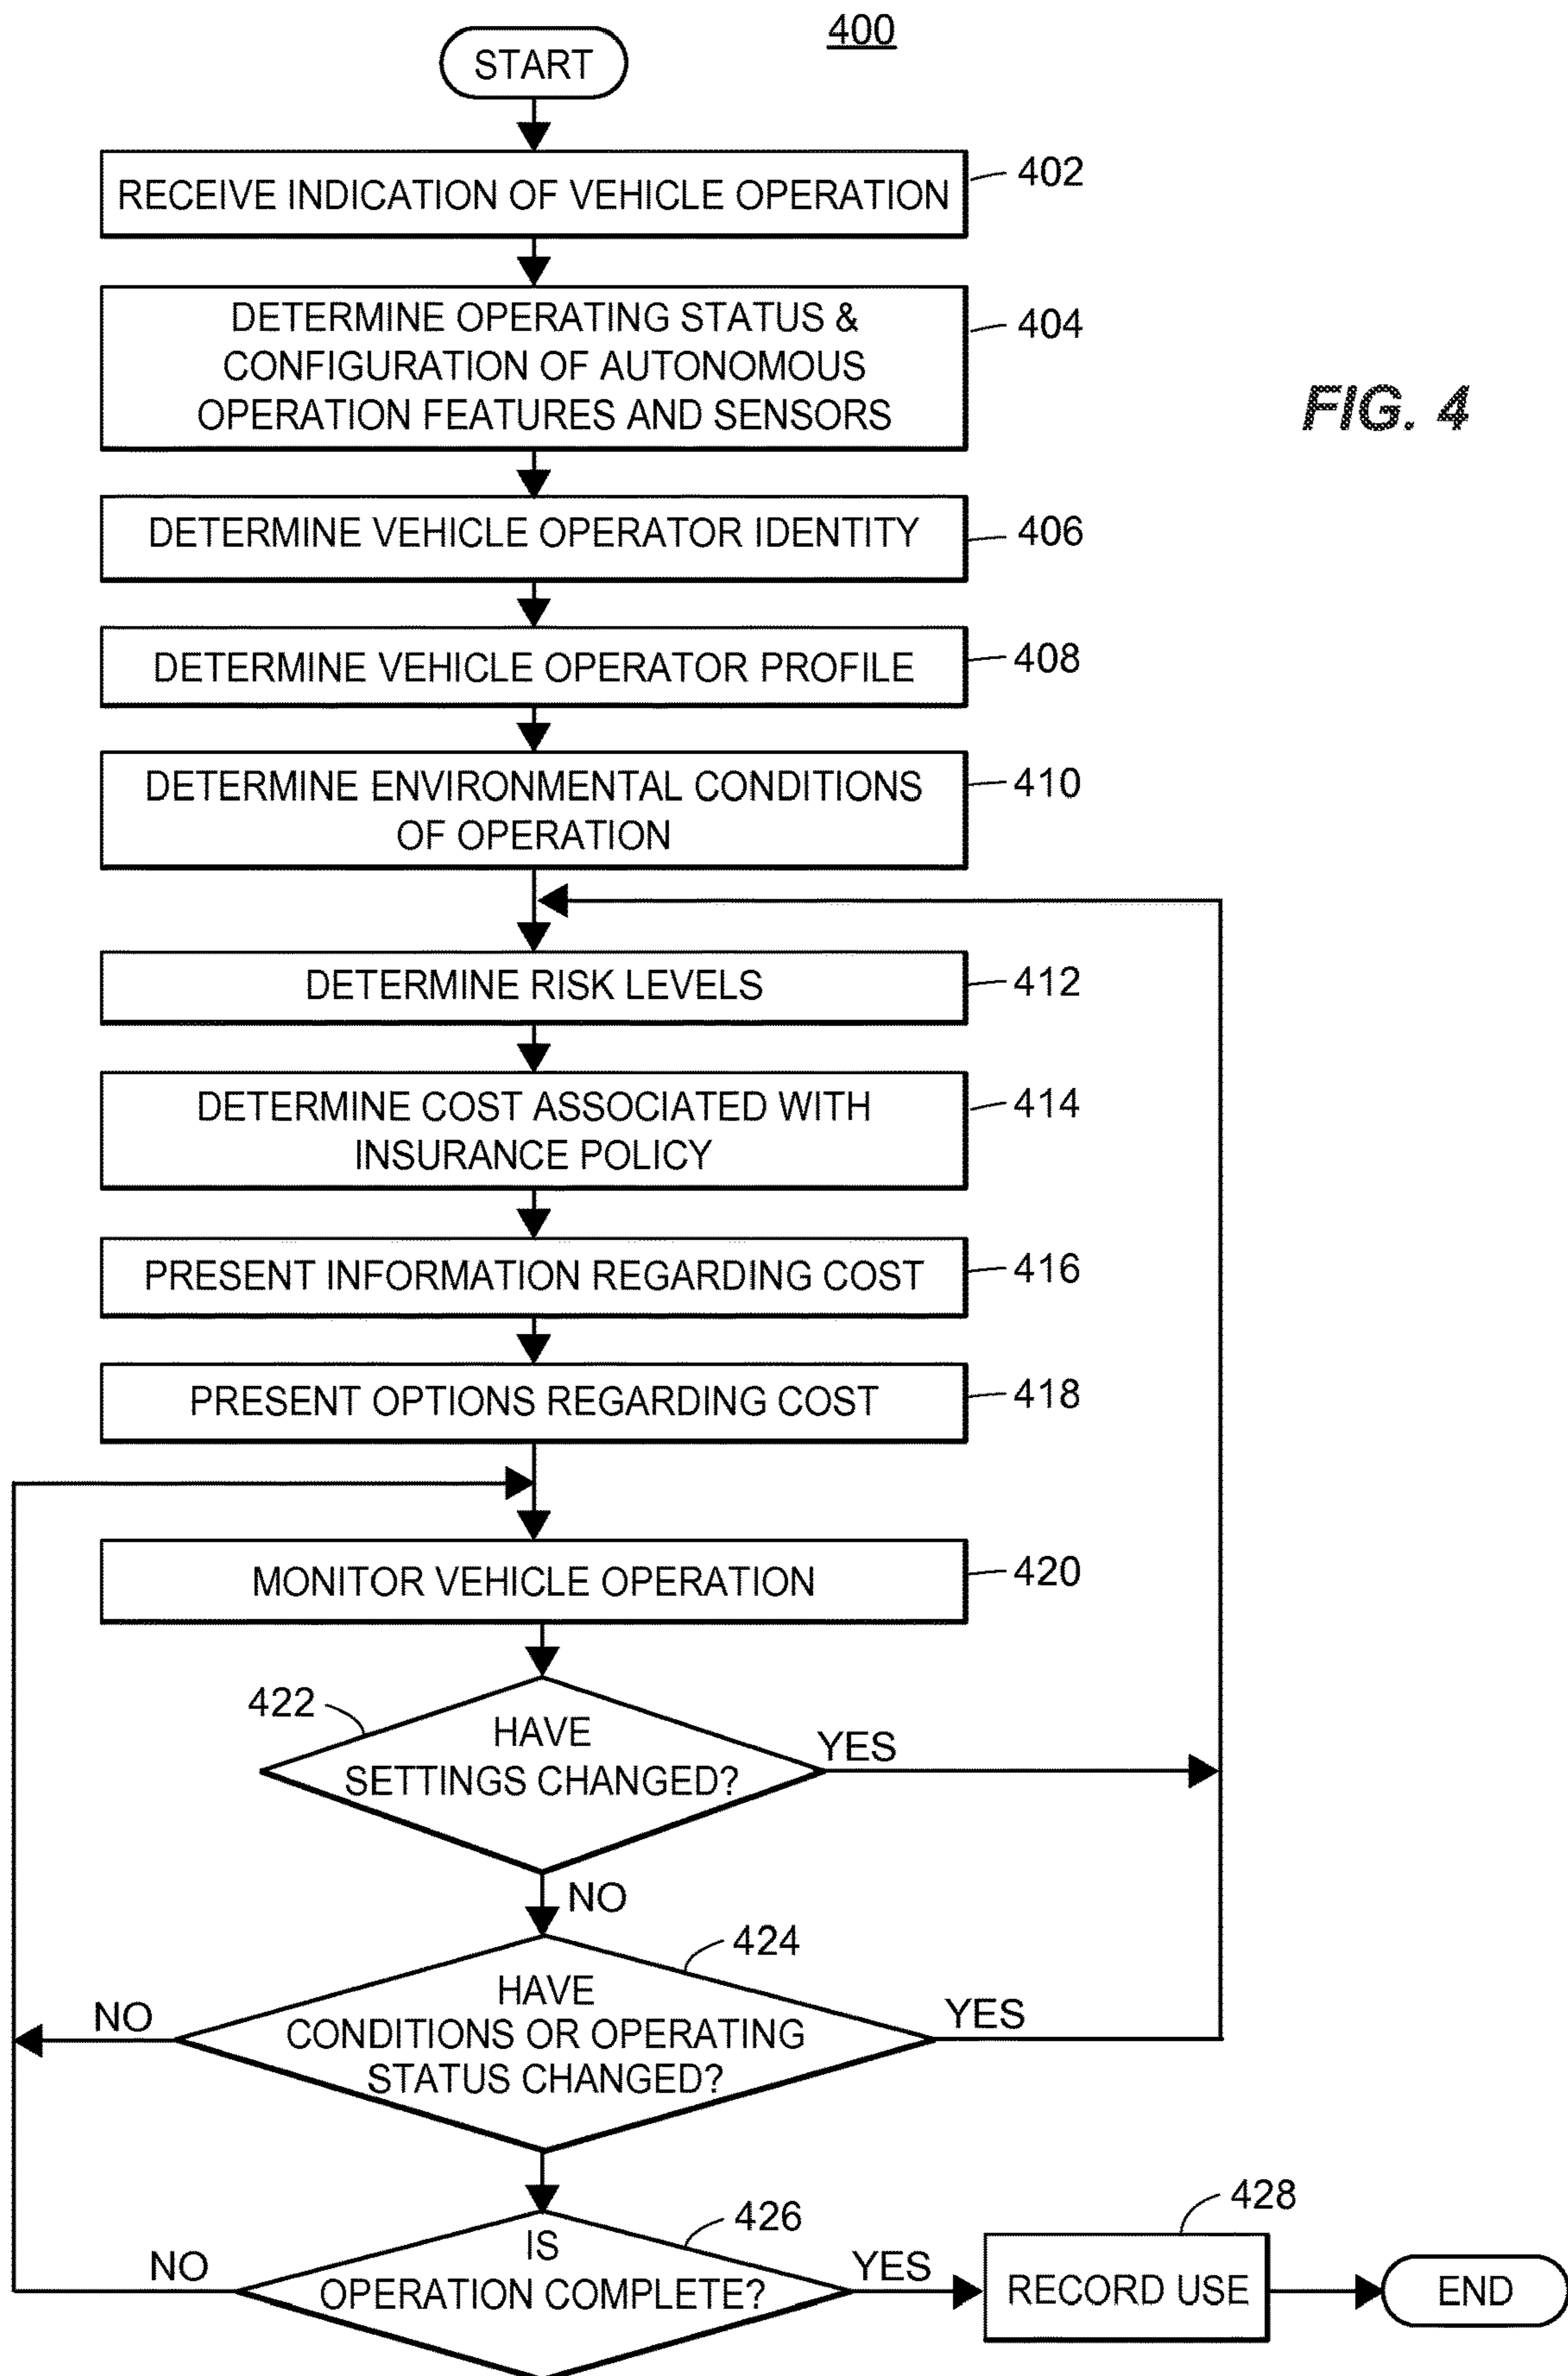 400
START
RECEIVE INDICATION OF VEHICLE OPERATION
402
DETERMINE OPERATING STATUS &
CONFIGURATION OF AUTONOMOUS
OPERATION FEATURES AND SENSORS
404
FIG. 4
DETERMINE VEHICLE OPERATOR IDENTITY
406
DETERMINE VEHICLE OPERATOR PROFILE
408
DETERMINE ENVIRONMENTAL CONDITIONS
OF OPERATION
410
DETERMINE RISK LEVELS
412
DETERMINE COST ASSOCIATED WITH
INSURANCE POLICY
414
PRESENT INFORMATION REGARDING COST
416
PRESENT OPTIONS REGARDING COST
418
MONITOR VEHICLE OPERATION
420
422
HAVE
SETTINGS CHANGED?
YES
NO
424
HAVE
CONDITIONS OR OPERATING
STATUS CHANGED?
NO
YES
426
IS
OPERATION COMPLETE?
NO
YES
428
RECORD USE
END